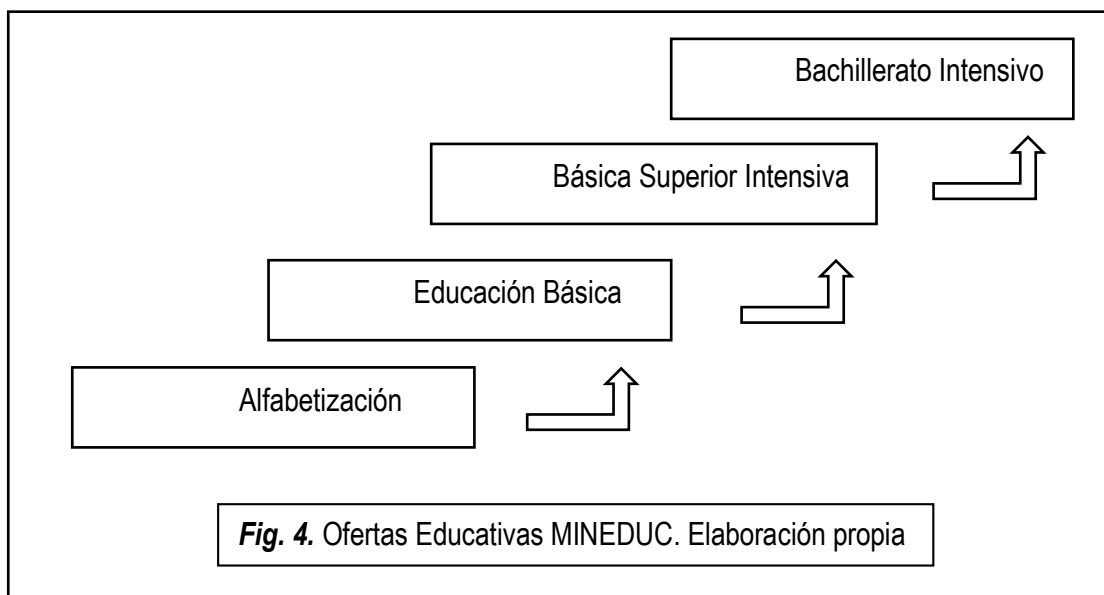 Bachillerato Intensivo
Básica Superior Intensiva
Educación Básica
Alfabetización
Fig. 4. Ofertas Educativas MINEDUC. Elaboración propia